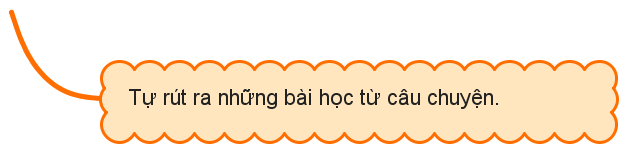 Tự rút ra những bài học từ câu chuyện.